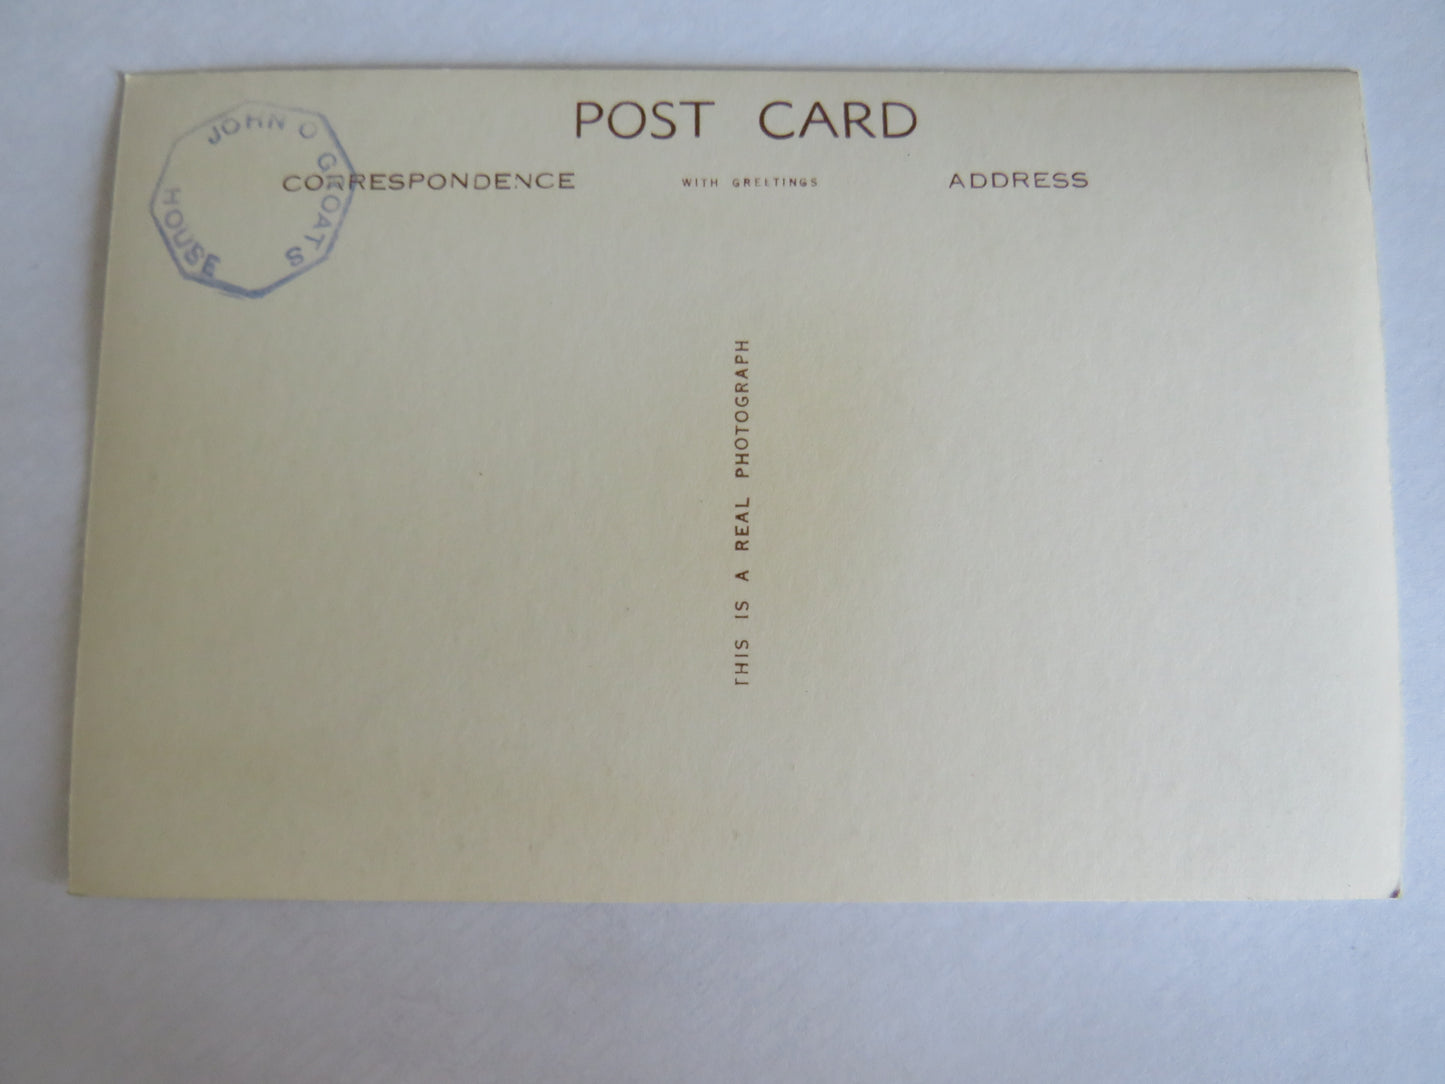 POST CARD
JOHN O GROATS
HOUSE
CORRESPONDENCE
WITH GREETINGS
ADDRESS
THIS IS A REAL PHOTOGRAPH